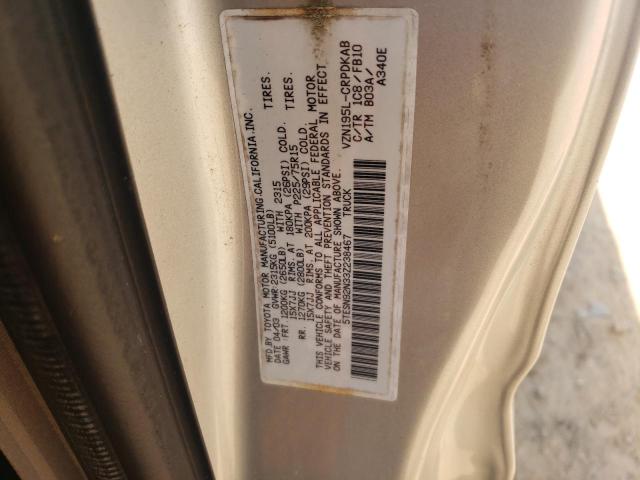 MFD BY TOYOTA MOTOR MANUFACTURING,CALIFORNIA,INC.
DATE 04/03 GVWR 2315KG (5100LB)
GAWR FRT 1200KG (2650LB) WITH 2315 TIRES.
15X7JJ RIMS, AT 180KPA (26PSI) COLD.
RR. 1270KG (2800LB) WITH P225/75R15 TIRES.
15X7JJ RIMS, AT 200KPA (29PSI) COLD.
THIS VEHICLE CONFORMS TO ALL APPLICABLE FEDERAL MOTOR
VEHICLE SAFETY AND THEFT PREVENTION STANDARDS IN EFFECT
ON THE DATE OF MANUFACTURE SHOWN ABOVE.
5TESN92N33Z238467 TRUCK
VZN195L-CRPDKAB
C/TR 1C8/FB10
A/TM B03A/
A340E